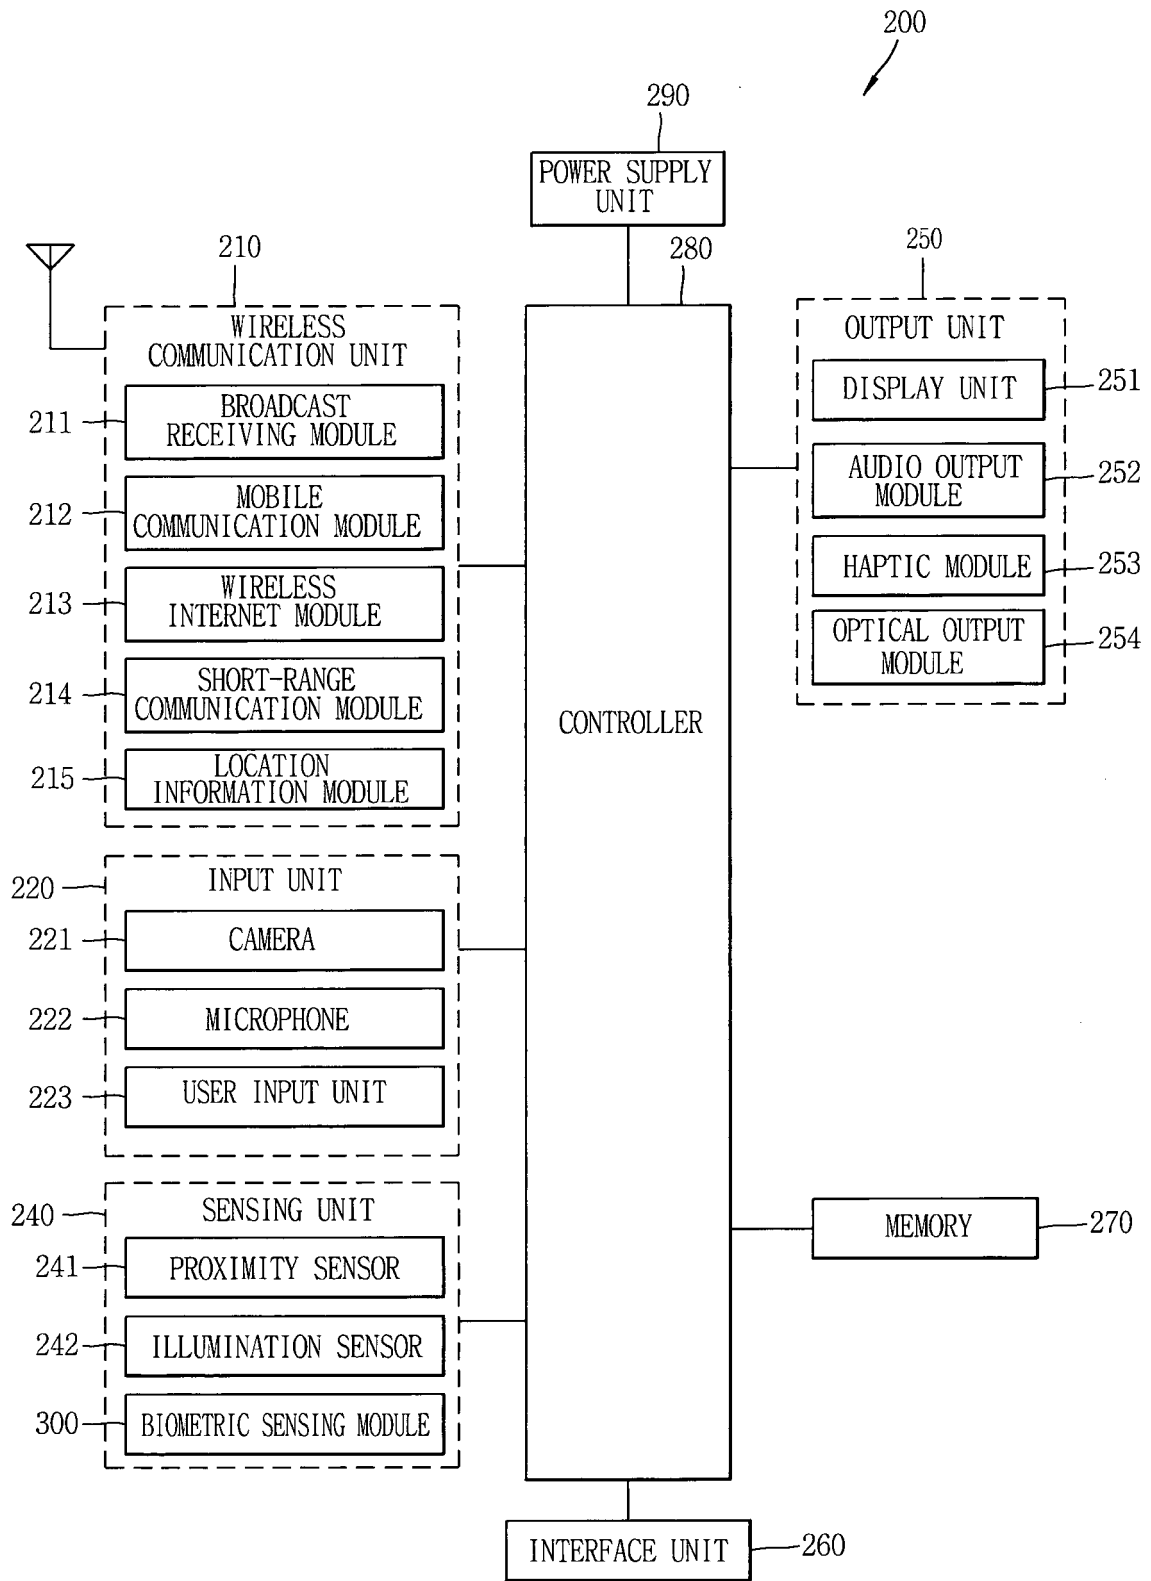 200
290
POWER SUPPLY
UNIT
210
280
250
WIRELESS
COMMUNICATION UNIT
211
BROADCAST
RECEIVING MODULE
212
MOBILE
COMMUNICATION MODULE
213
WIRELESS
INTERNET MODULE
214
SHORT-RANGE
COMMUNICATION MODULE
215
LOCATION
INFORMATION MODULE
220
INPUT UNIT
221
CAMERA
222
MICROPHONE
223
USER INPUT UNIT
240
SENSING UNIT
241
PROXIMITY SENSOR
242
ILLUMINATION SENSOR
300
BIOMETRIC SENSING MODULE
CONTROLLER
OUTPUT UNIT
DISPLAY UNIT
251
AUDIO OUTPUT
MODULE
252
HAPTIC MODULE
253
OPTICAL OUTPUT
MODULE
254
MEMORY
270
INTERFACE UNIT
260